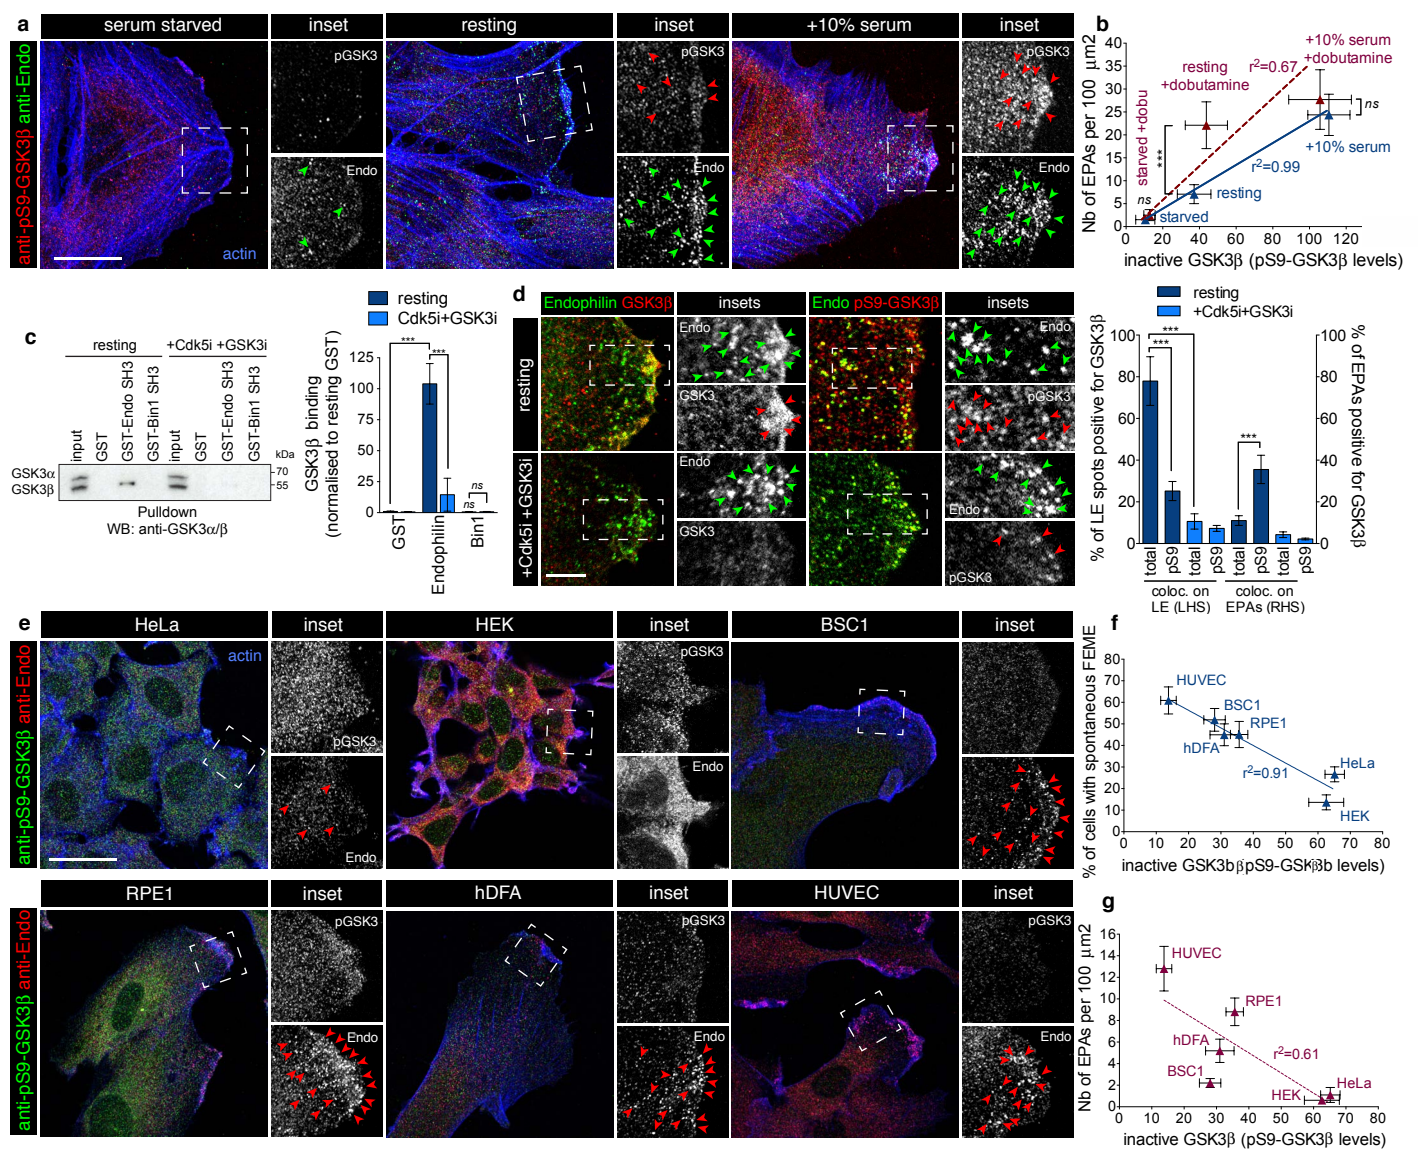 a
serum starved
inset
resting
inset
+10% serum
inset
anti-pS9-GSK3β anti-Endo
pGSK3
Endo
actin
pGSK3
Endo
pGSK3
Endo
b
Nb of EPAs per 100 µm2
40
35
30
25
20
15
10
5
0
0
20
40
60
80
100
120
inactive GSK3β (pS9-GSK3β levels)
+10% serum
+dobutamine
r²=0.67
resting
+dobutamine
starved +dobu
***
ns
ns
+10% serum
r²=0.99
resting
starved
c
resting
+Cdk5i +GSK3i
input
GST
GST-Endo SH3
GST-Bin1 SH3
input
GST
GST-Endo SH3
GST-Bin1 SH3
kDa
70
55
GSK3α
GSK3β
Pulldown
WB: anti-GSK3α/β
resting
Cdk5i+GSK3i
GSK3β binding
(normalised to resting GST)
125
100
75
50
25
0
***
***
ns
ns
GST
Endophilin
Bin1
d
Endophilin GSK3β
insets
Endo pS9-GSK3β
insets
resting
+Cdk5i +GSK3i
Endo
GSK3
Endo
pGSK3
Endo
GSK3
Endo
pGSK3
resting
+Cdk5i+GSK3i
% of LE spots positive for GSK3β
100
80
60
40
20
0
***
***
***
100
80
60
40
20
0
% of EPAs positive for GSK3β
total
pS9
total
pS9
total
pS9
total
pS9
coloc. on
LE (LHS)
coloc. on
EPAs (RHS)
e
HeLa
inset
HEK
inset
BSC1
inset
anti-pS9-GSK3β anti-Endo
actin
pGSK3
Endo
pGSK3
Endo
RPE1
inset
hDFA
inset
HUVEC
inset
anti-pS9-GSK3β anti-Endo
pGSK3
Endo
pGSK3
Endo
pGSK3
Endo
f
% of cells with spontaneous FEME
80
70
60
50
40
30
20
10
0
0
10
20
30
40
50
60
70
80
HUVEC
BSC1
RPE1
hDFA
r²=0.91
HeLa
HEK
g
Nb of EPAs per 100 µm2
16
14
12
10
8
6
4
2
0
0
10
20
30
40
50
60
70
80
inactive GSK3β (pS9-GSK3β levels)
HUVEC
RPE1
hDFA
BSC1
r²=0.61
HEK
HeLa